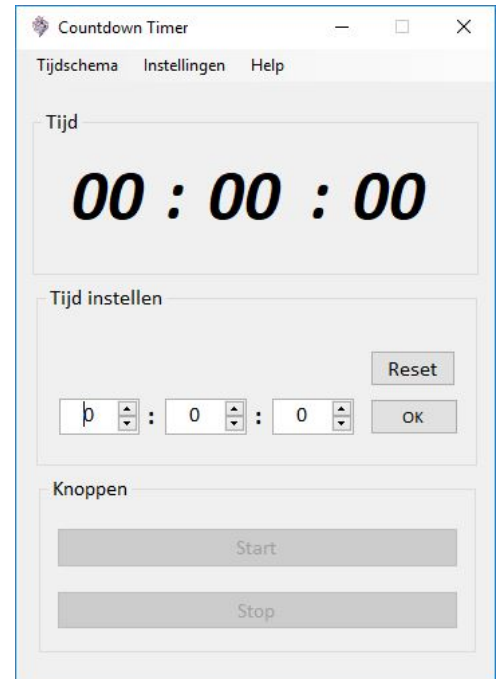 Countdown Timer
Tijdschema Instellingen Help
Tijd
00 : 00 : 00
Tijd instellen
Reset
0 : 0 : 0 OK
Knoppen
Start
Stop